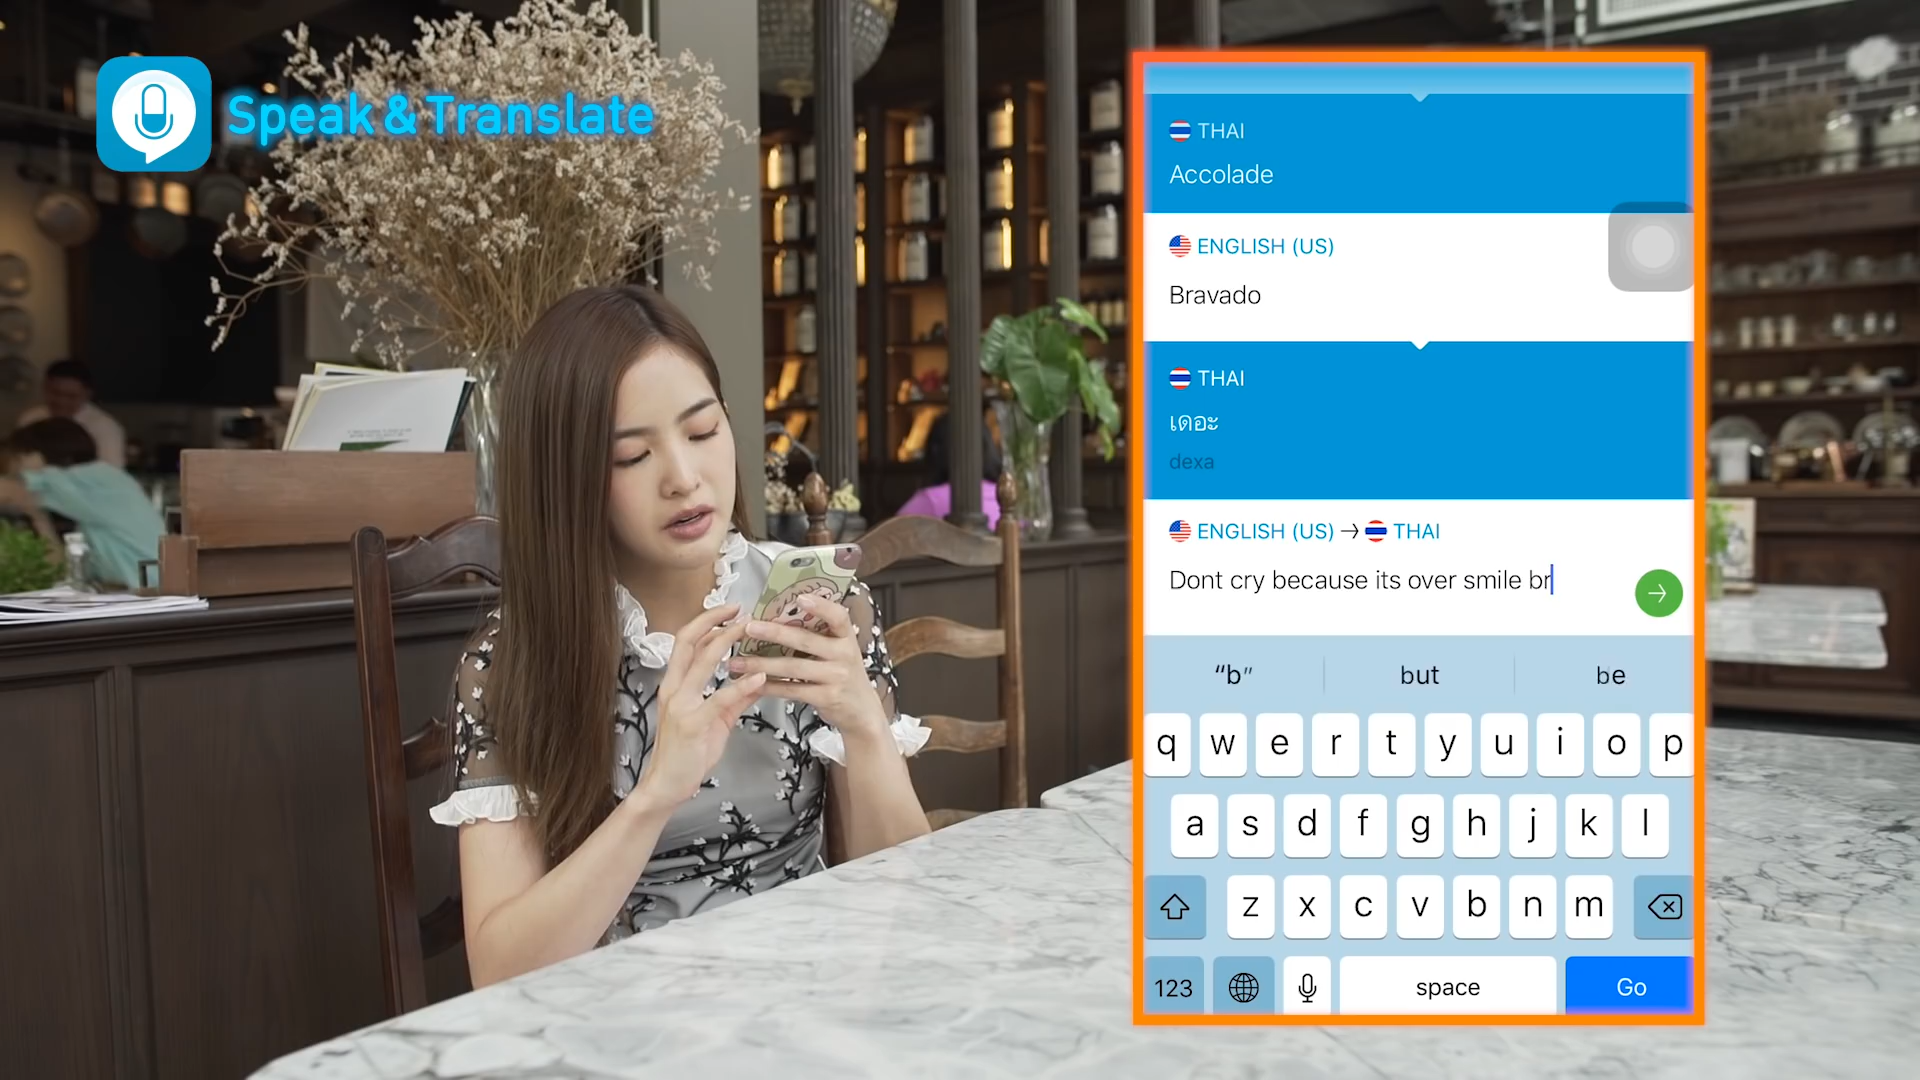 Speak & Translate
THAI
Accolade
ENGLISH (US)
Bravado
THAI
เดอะ
dexa
ENGLISH (US) → THAI
Dont cry because its over smile br
“b” but be
q w e r t y u i o p
a s d f g h j k l
z x c v b n m
123 space Go